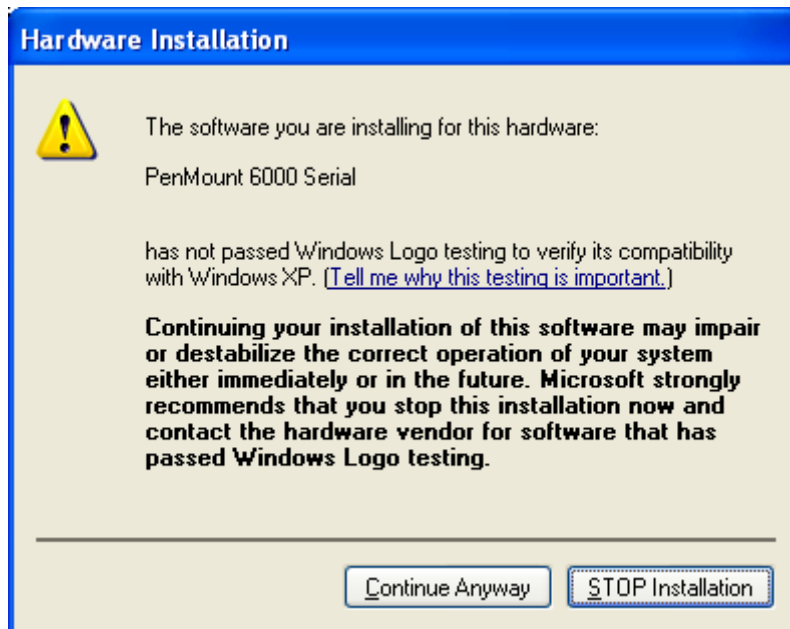 Hardware Installation
The software you are installing for this hardware:
PenMount 6000 Serial
has not passed Windows Logo testing to verify its compatibility
with Windows XP. (Tell me why this testing is important.)
Continuing your installation of this software may impair
or destabilize the correct operation of your system
either immediately or in the future. Microsoft strongly
recommends that you stop this installation now and
contact the hardware vendor for software that has
passed Windows Logo testing.
Continue Anyway
STOP Installation